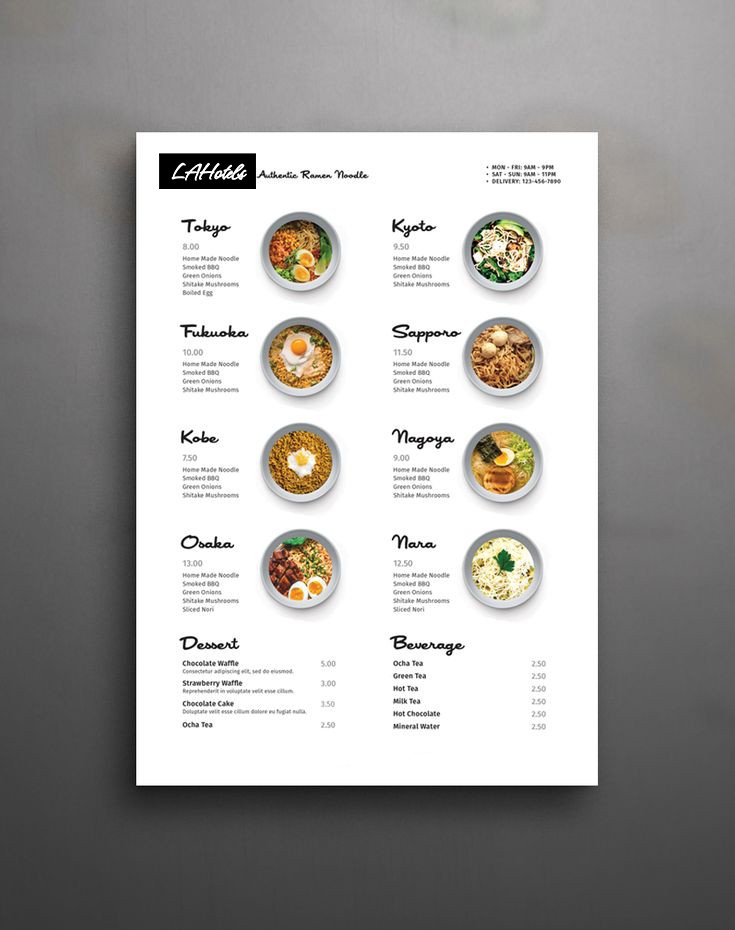 LAHotels Authentic Ramen Noodle
• MON - FRI: 9AM - 9PM
• SAT - SUN: 9AM - 11PM
• DELIVERY: 123-456-7890
Tokyo
8.00
Home Made Noodle
Smoked BBQ
Green Onions
Shitake Mushrooms
Boiled Egg
Kyoto
9.50
Home Made Noodle
Smoked BBQ
Green Onions
Shitake Mushrooms
Fukuoka
10.00
Home Made Noodle
Smoked BBQ
Green Onions
Shitake Mushrooms
Sapporo
11.50
Home Made Noodle
Smoked BBQ
Green Onions
Shitake Mushrooms
Kobe
7.50
Home Made Noodle
Smoked BBQ
Green Onions
Shitake Mushrooms
Nagoya
9.00
Home Made Noodle
Smoked BBQ
Green Onions
Shitake Mushrooms
Osaka
13.00
Home Made Noodle
Smoked BBQ
Green Onions
Shitake Mushrooms
Sliced Nori
Nara
12.50
Home Made Noodle
Smoked BBQ
Green Onions
Shitake Mushrooms
Sliced Nori
Dessert
Chocolate Waffle 5.00
Consectetur adipiscing elit, sed do eiusmod.
Strawberry Waffle 3.00
Reprehenderit in voluptate velit esse cillum.
Chocolate Cake 3.50
Doluptate velit esse cillum dolore eu fugiat nulla.
Ocha Tea 2.50
Beverage
Ocha Tea 2.50
Green Tea 2.50
Hot Tea 2.50
Milk Tea 2.50
Hot Chocolate 2.50
Mineral Water 2.50